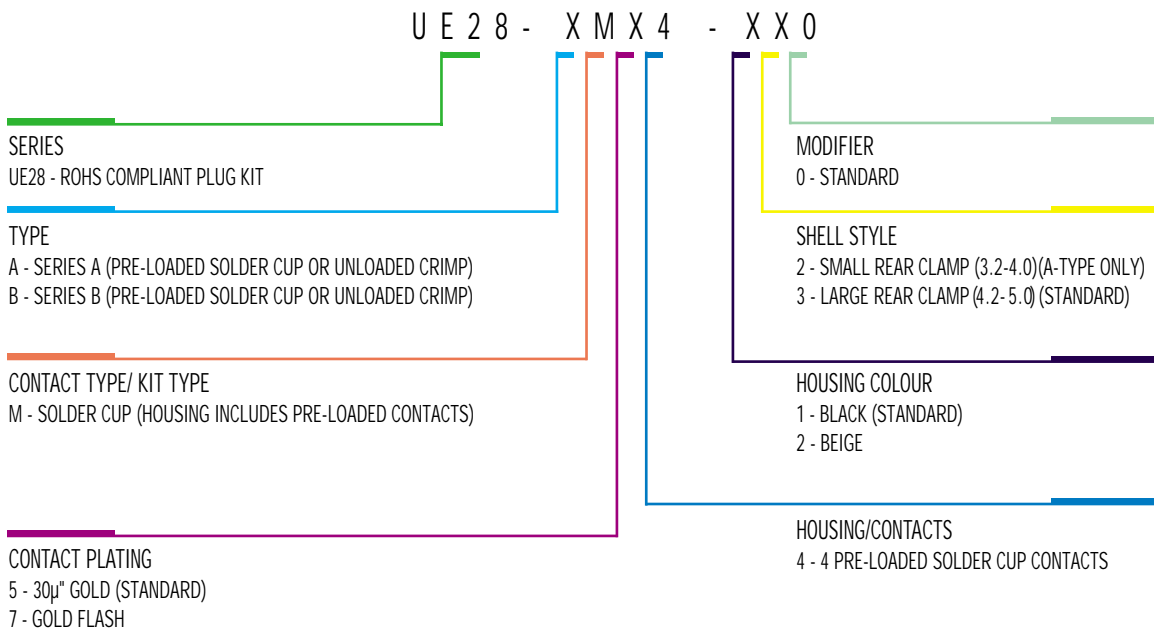 UE28- XMX4 - XX0
SERIES
UE28 - ROHS COMPLIANT PLUG KIT
TYPE
A - SERIES A (PRE-LOADED SOLDER CUP OR UNLOADED CRIMP)
B - SERIES B (PRE-LOADED SOLDER CUP OR UNLOADED CRIMP)
CONTACT TYPE/ KIT TYPE
M - SOLDER CUP (HOUSING INCLUDES PRE-LOADED CONTACTS)
CONTACT PLATING
5 - 30µ" GOLD (STANDARD)
7 - GOLD FLASH
MODIFIER
0 - STANDARD
SHELL STYLE
2 - SMALL REAR CLAMP (3.2-4.0)(A-TYPE ONLY)
3 - LARGE REAR CLAMP (4.2-5.0) (STANDARD)
HOUSING COLOUR
1 - BLACK (STANDARD)
2 - BEIGE
HOUSING/CONTACTS
4 - 4 PRE-LOADED SOLDER CUP CONTACTS